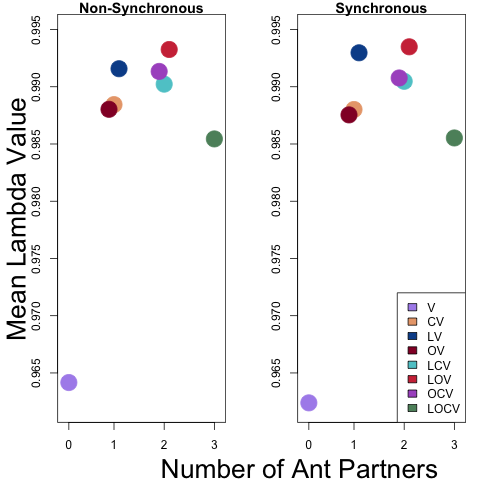 Non-Synchronous
Synchronous
Mean Lambda Value
0.995
0.990
0.985
0.980
0.975
0.970
0.965
0 1 2 3
0.995
0.990
0.985
0.980
0.975
0.970
0.965
0 1 2 3
V
CV
LV
OV
LCV
LOV
OCV
LOCV
Number of Ant Partners